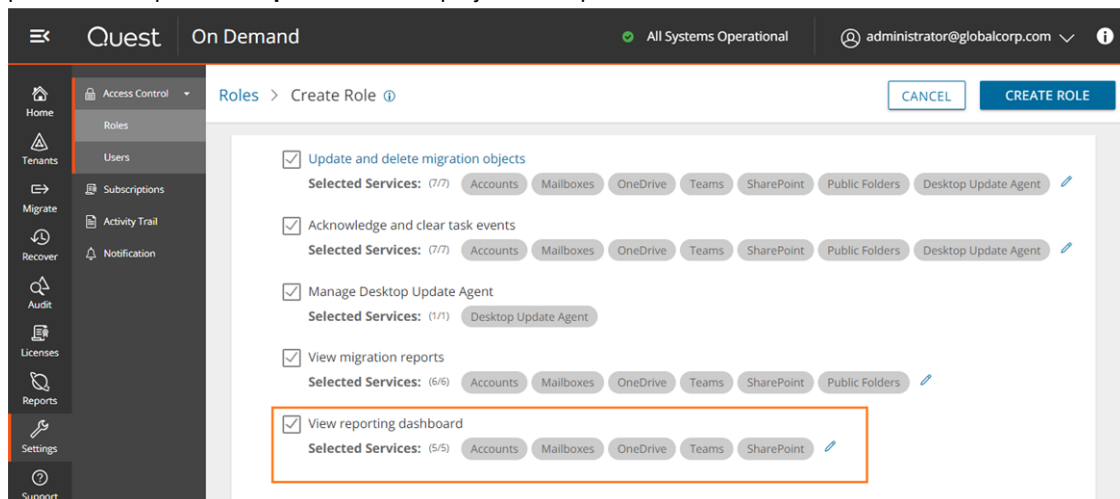 Quest On Demand All Systems Operational administrator@globalcorp.com
Home
Tenants
Migrate
Recover
Audit
Licenses
Reports
Settings
Support
Access Control
Roles
Users
Subscriptions
Activity Trail
Notification
Roles > Create Role
CANCEL CREATE ROLE
Update and delete migration objects
Selected Services: (7/7) Accounts Mailboxes OneDrive Teams SharePoint Public Folders Desktop Update Agent
Acknowledge and clear task events
Selected Services: (7/7) Accounts Mailboxes OneDrive Teams SharePoint Public Folders Desktop Update Agent
Manage Desktop Update Agent
Selected Services: (1/1) Desktop Update Agent
View migration reports
Selected Services: (6/6) Accounts Mailboxes OneDrive Teams SharePoint Public Folders
View reporting dashboard
Selected Services: (5/5) Accounts Mailboxes OneDrive Teams SharePoint